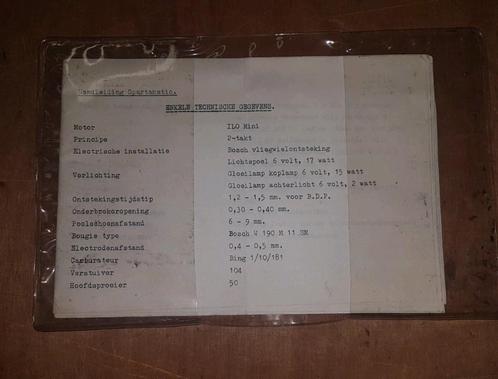 Handleiding Spartamatic.
ENKELE TECHNISCHE GEGEVENS.
Motor ILO Mini
Principe 2-takt
Electrische installatie Bosch vliegwielontsteking
Lichtspoel 6 volt, 17 watt
Verlichting Gloeilamp koplamp 6 volt, 15 watt
Gloeilamp achterlicht 6 volt, 2 watt
Ontstekingstijdstip 1,2 - 1,5 mm. voor B.D.P.
Onderbrekeropening 0,30 - 0,40 mm.
Poolschoenafstand 6 - 9 mm.
Bougie type Bosch W 190 M 11
Electrodenafstand 0,4 - 0,5 mm.
Carburateur Bing 1/10/181
Verstuiver 104
Hoofdsproeier 50